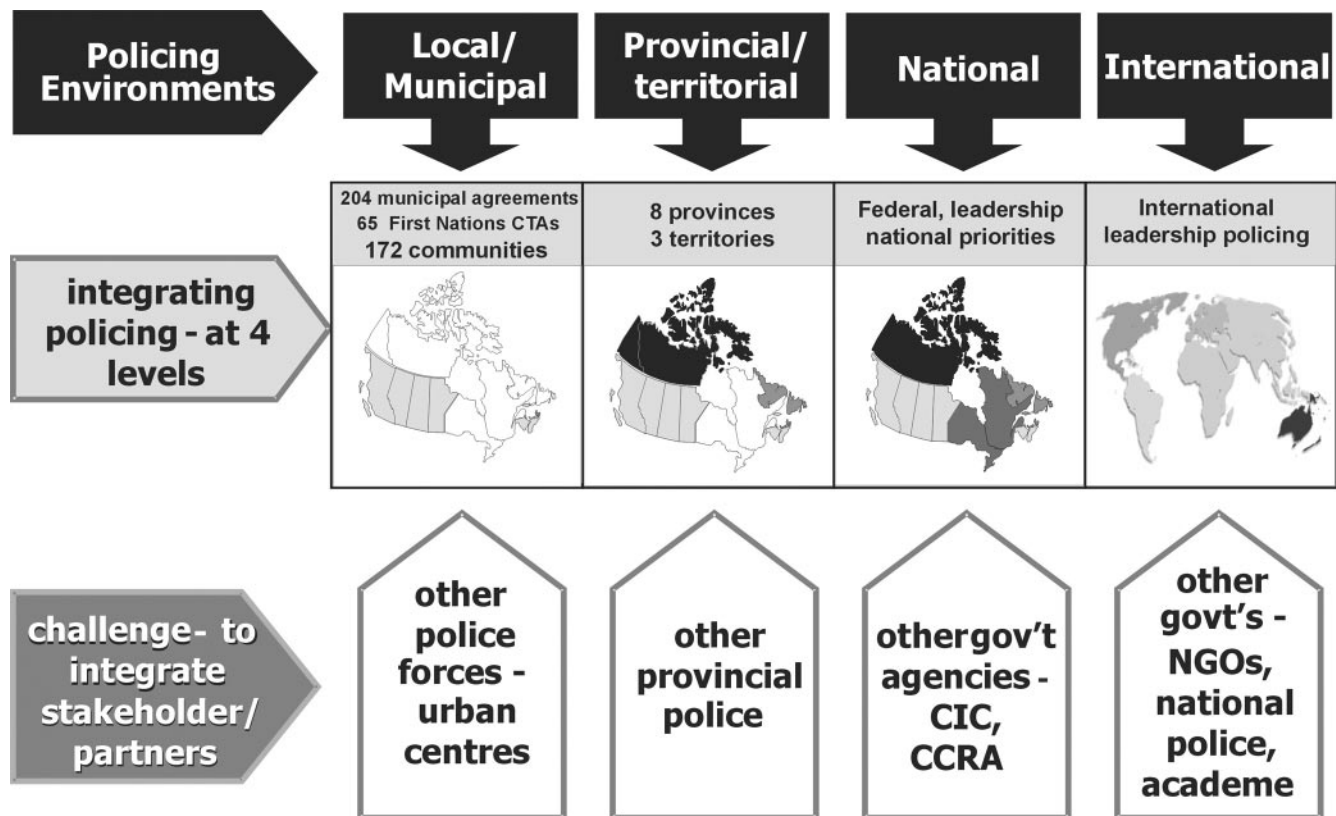 Policing
Environments
Local/
Municipal
Provincial/
territorial
National
International
integrating
policing - at 4
levels
204 municipal agreements
65 First Nations CTAs
172 communities
8 provinces
3 territories
Federal, leadership
national priorities
International
leadership policing
challenge- to
integrate
stakeholder/
partners
other
police
forces -
urban
centres
other
provincial
police
othergov't
agencies -
CIC,
CCRA
other
govt's -
NGOs,
national
police,
academe